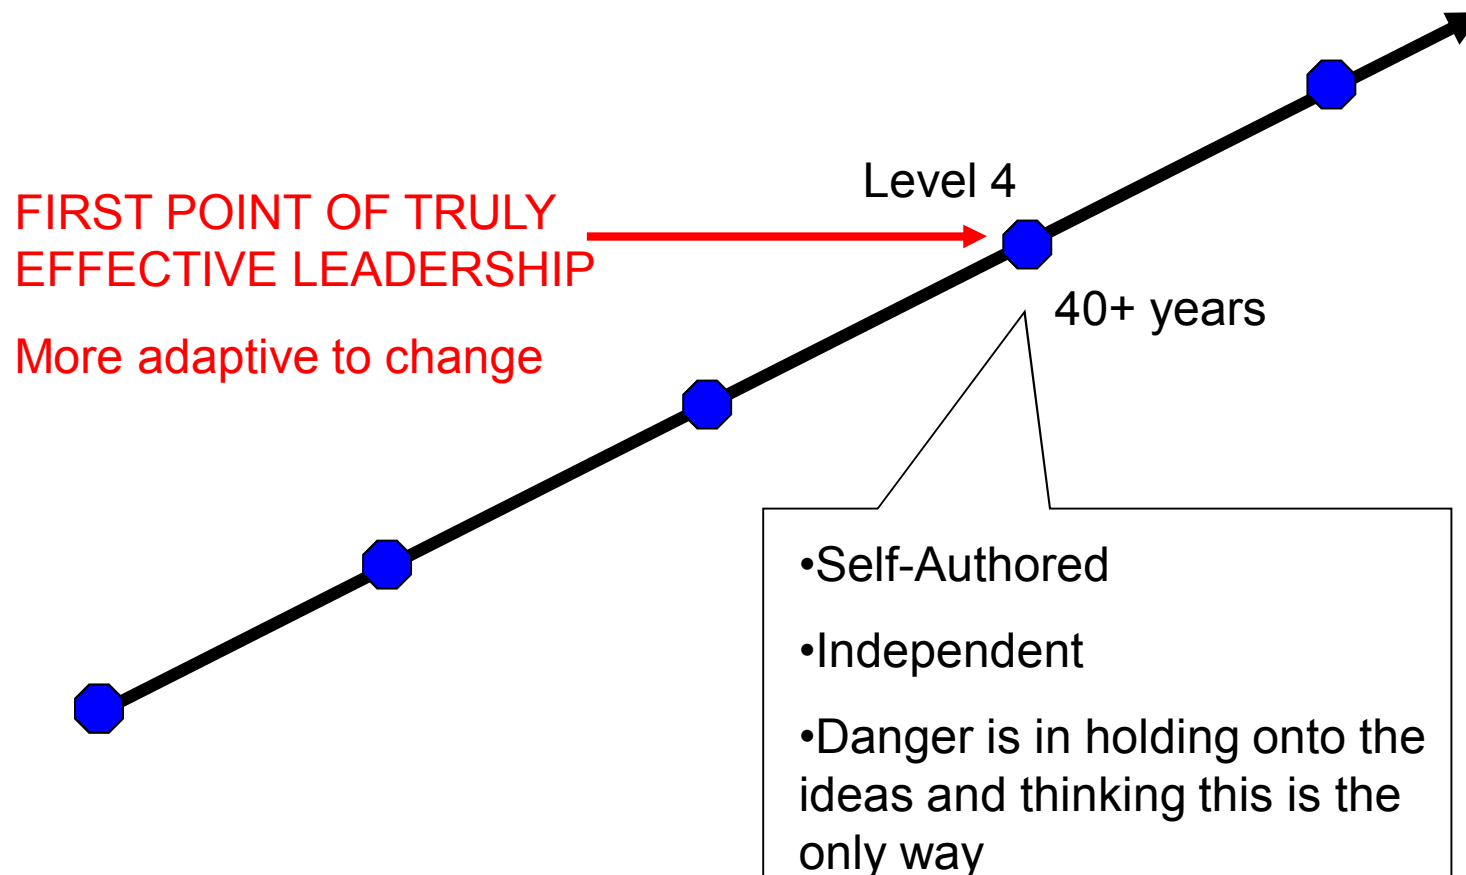 Level 4
FIRST POINT OF TRULY
EFFECTIVE LEADERSHIP
More adaptive to change
40+ years
•Self-Authored
•Independent
•Danger is in holding onto the
ideas and thinking this is the
only way